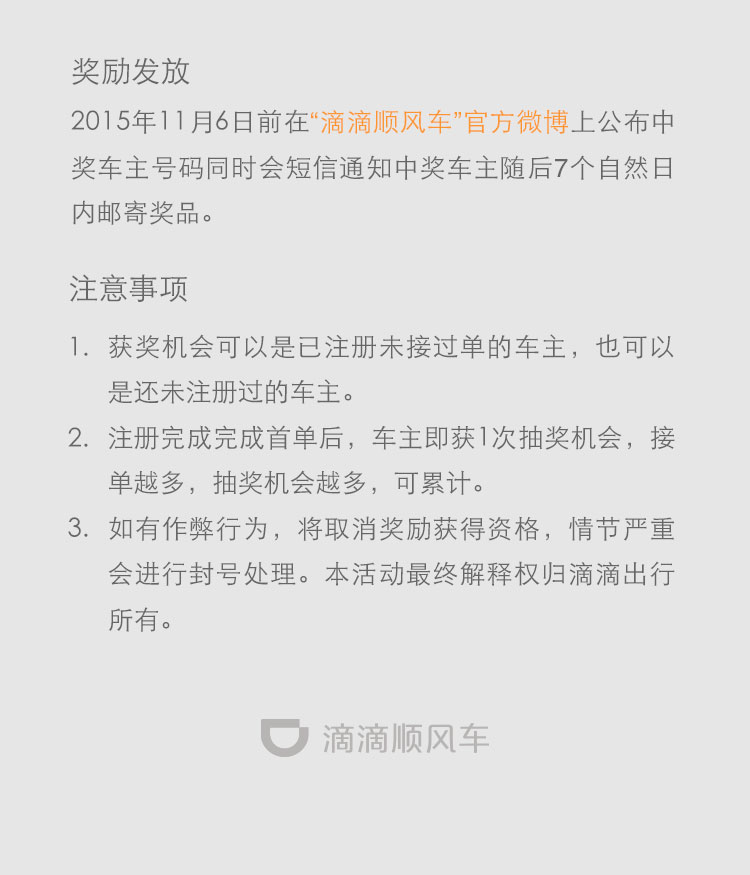 奖励发放
2015年11月6日前在“滴滴顺风车”官方微博上公布中
奖车主号码同时会短信通知中奖车主随后7个自然日
内邮寄奖品。
注意事项
1. 获奖机会可以是已注册未接过单的车主，也可以
是还未注册过的车主。
2. 注册完成完成首单后，车主即获1次抽奖机会，接
单越多，抽奖机会越多，可累计。
3. 如有作弊行为，将取消奖励获得资格，情节严重
会进行封号处理。本活动最终解释权归滴滴出行
所有。
滴滴顺风车